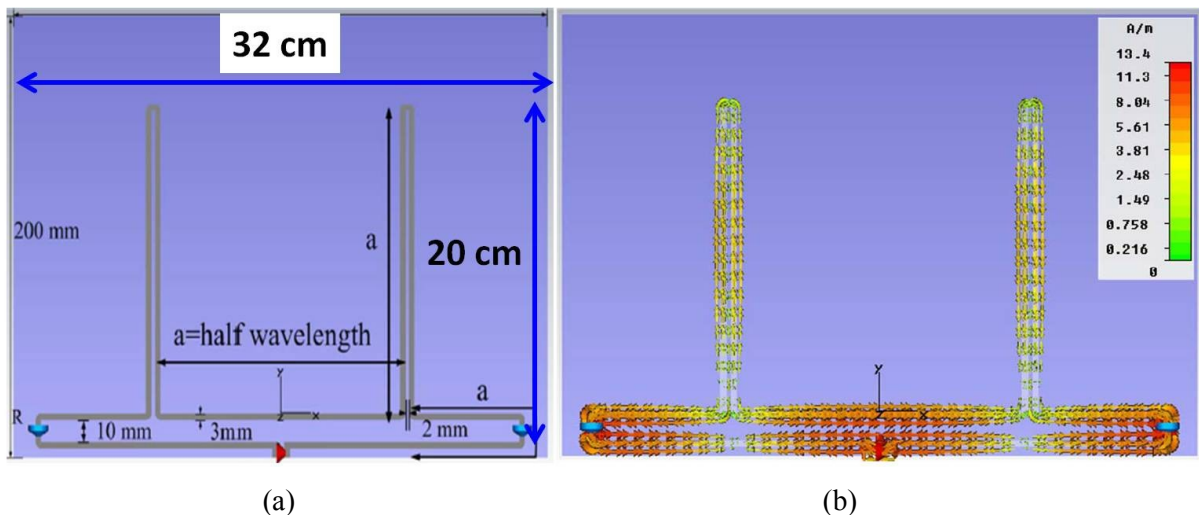 32 cm
200 mm
a
20 cm
a=half wavelength
y
z
x
a
R
10 mm
3mm
2 mm
(a)
A/m
13.4
11.3
8.04
5.61
3.81
2.48
1.49
0.758
0.216
0
y
z
x
(b)